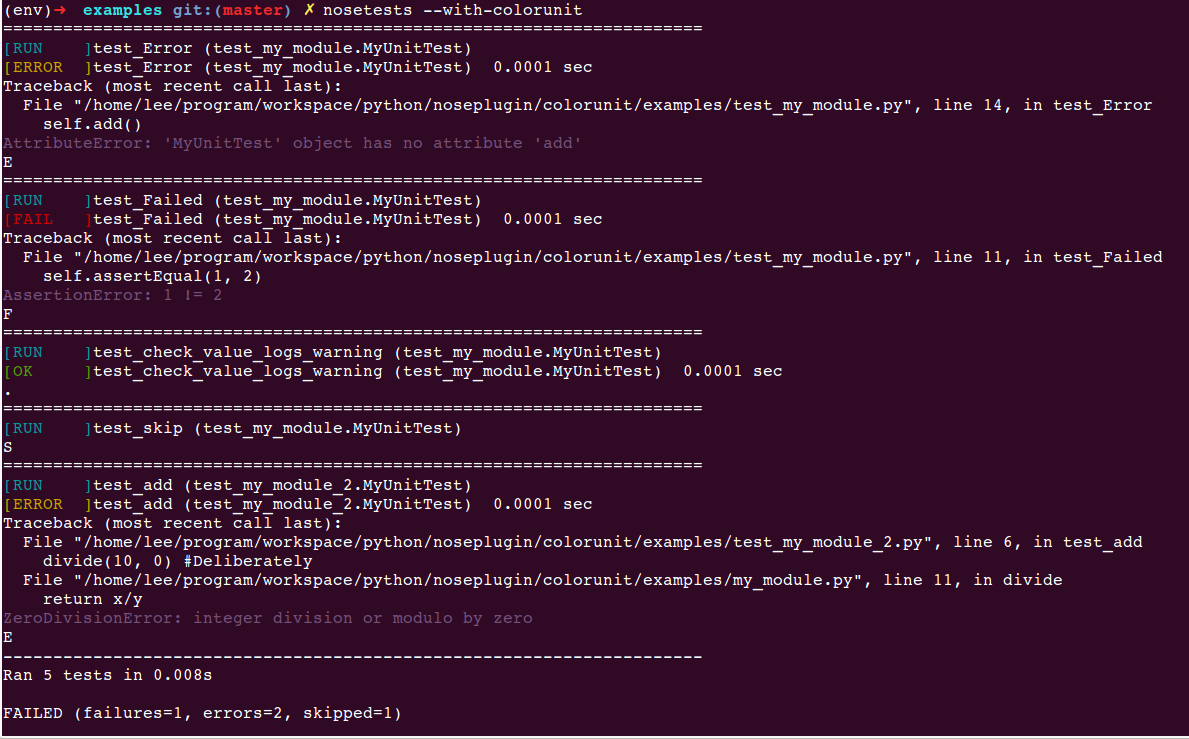 (env)➜  examples git:(master) ✗ nosetests --with-colorunit
======================================================================
[RUN    ]test_Error (test_my_module.MyUnitTest)
[ERROR  ]test_Error (test_my_module.MyUnitTest)  0.0001 sec
Traceback (most recent call last):
  File "/home/lee/program/workspace/python/noseplugin/colorunit/examples/test_my_module.py", line 14, in test_Error
    self.add()
AttributeError: 'MyUnitTest' object has no attribute 'add'
E
======================================================================
[RUN    ]test_Failed (test_my_module.MyUnitTest)
[FAIL   ]test_Failed (test_my_module.MyUnitTest)  0.0001 sec
Traceback (most recent call last):
  File "/home/lee/program/workspace/python/noseplugin/colorunit/examples/test_my_module.py", line 11, in test_Failed
    self.assertEqual(1, 2)
AssertionError: 1 != 2
F
======================================================================
[RUN    ]test_check_value_logs_warning (test_my_module.MyUnitTest)
[OK     ]test_check_value_logs_warning (test_my_module.MyUnitTest)  0.0001 sec
.
======================================================================
[RUN    ]test_skip (test_my_module.MyUnitTest)
S
======================================================================
[RUN    ]test_add (test_my_module_2.MyUnitTest)
[ERROR  ]test_add (test_my_module_2.MyUnitTest)  0.0001 sec
Traceback (most recent call last):
  File "/home/lee/program/workspace/python/noseplugin/colorunit/examples/test_my_module_2.py", line 6, in test_add
    divide(10, 0) #Deliberately
  File "/home/lee/program/workspace/python/noseplugin/colorunit/examples/my_module.py", line 11, in divide
    return x/y
ZeroDivisionError: integer division or modulo by zero
E
----------------------------------------------------------------------
Ran 5 tests in 0.008s

FAILED (failures=1, errors=2, skipped=1)